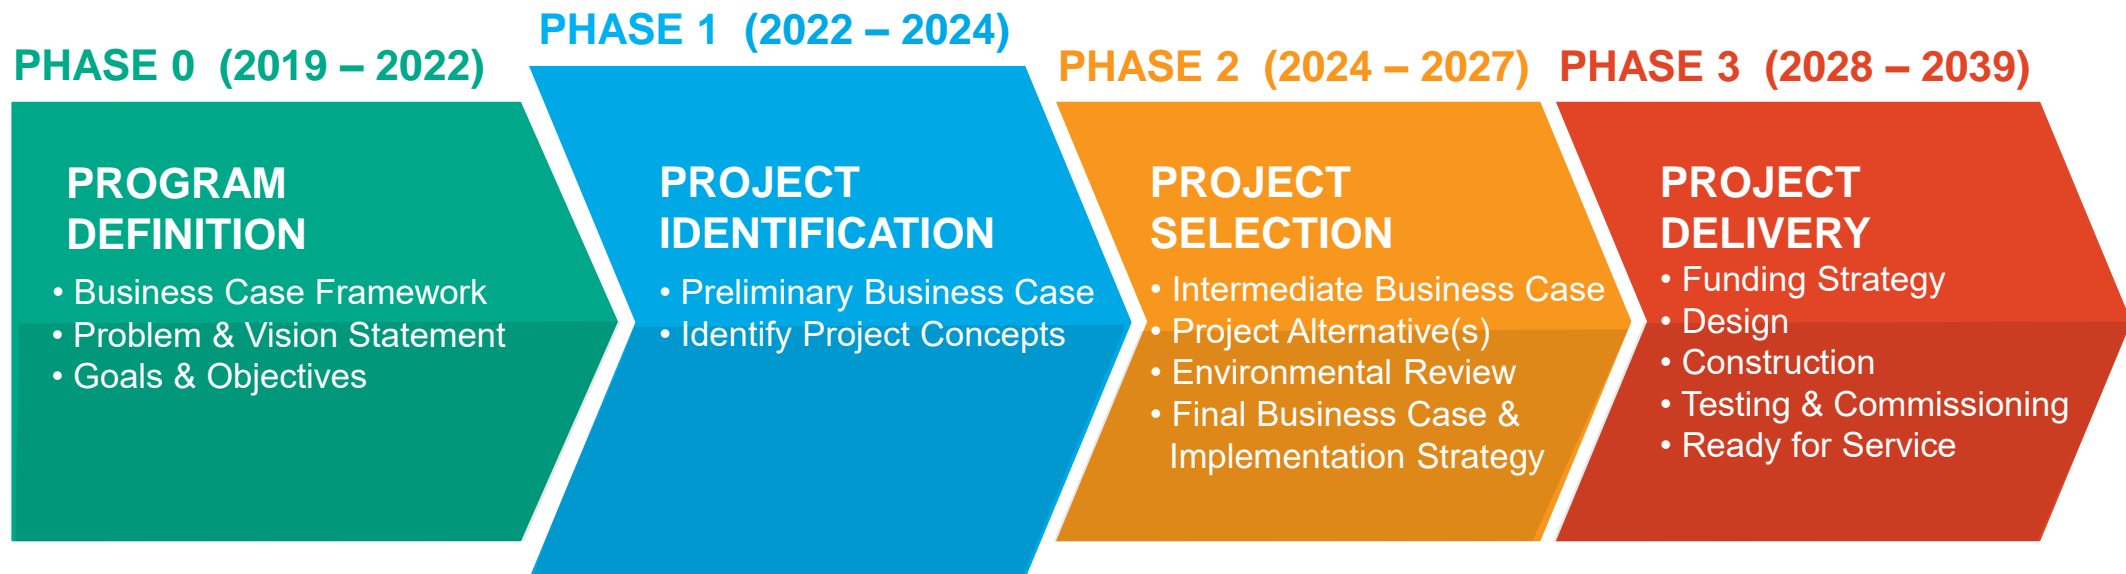 PHASE 0 (2019 – 2022)
PROGRAM
DEFINITION
• Business Case Framework
• Problem & Vision Statement
• Goals & Objectives
PHASE 1 (2022 – 2024)
PROJECT
IDENTIFICATION
• Preliminary Business Case
• Identify Project Concepts
PHASE 2 (2024 – 2027)
PROJECT
SELECTION
• Intermediate Business Case
• Project Alternative(s)
• Environmental Review
• Final Business Case &
Implementation Strategy
PHASE 3 (2028 – 2039)
PROJECT
DELIVERY
• Funding Strategy
• Design
• Construction
• Testing & Commissioning
• Ready for Service